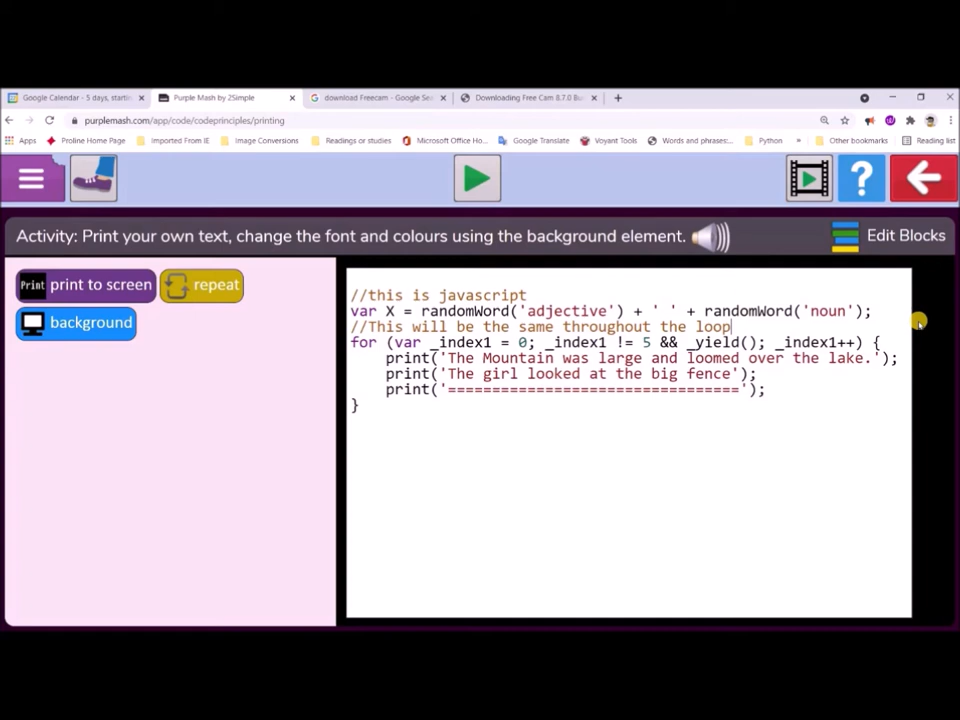 Google Calendar - 5 days, startin
Purple Mash by 2Simple
download Freecam - Google Sea
Downloading Free Cam 8.7.0 Bu
purplemash.com/app/code/codeprinciples/printing
Apps
Proline Home Page
Imported From IE
Image Conversions
Readings or studies
Microsoft Office Ho...
Google Translate
Voyant Tools
Words and phrases:...
Python
»
Other bookmarks
Reading list
Activity: Print your own text, change the font and colours using the background element.
Edit Blocks
Print print to screen
repeat
background
//this is javascript
var X = randomWord('adjective') + ' ' + randomWord('noun');
//This will be the same throughout the loop
for (var _index1 = 0; _index1 != 5 && _yield(); _index1++) {
    print('The Mountain was large and loomed over the lake.');
    print('The girl looked at the big fence');
    print('=================================');
}